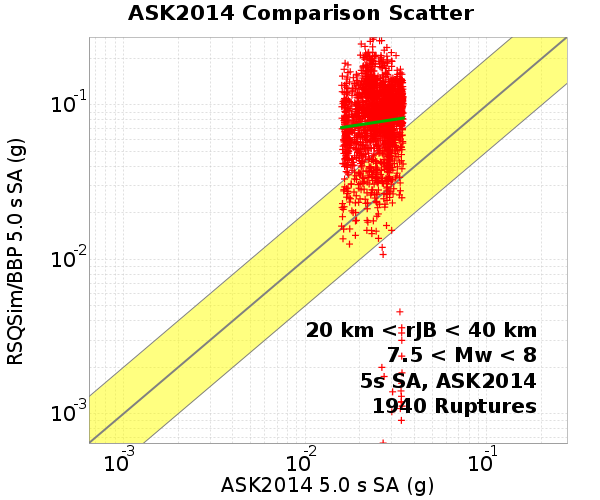 ASK2014 Comparison Scatter
RSQSim/BBP 5.0 s SA (g)
10-1
10-2
10-3
20 km < rJB < 40 km
7.5 < Mw < 8
5s SA, ASK2014
1940 Ruptures
10-3 10-2 10-1
ASK2014 5.0 s SA (g)